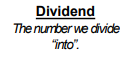 Dividend
The number we divide
“into”.